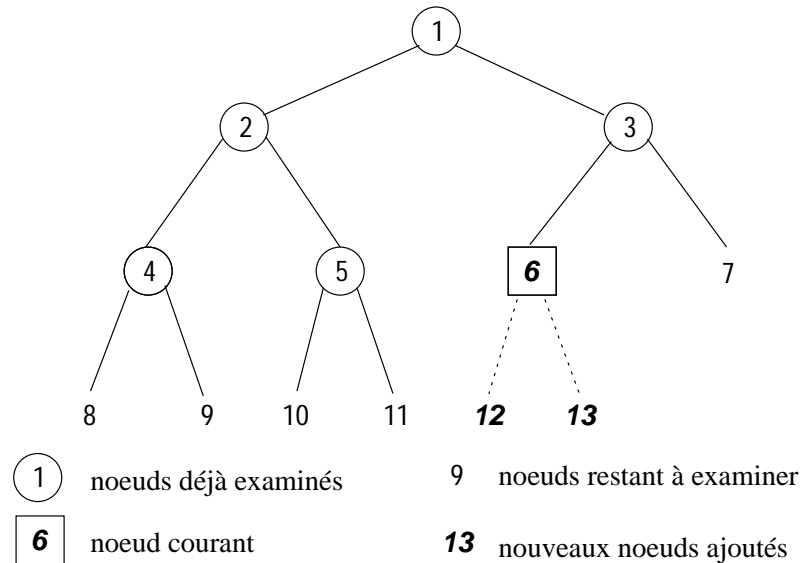 1
2 3
4 5 6 7
8 9 10 11 12 13
1 noeuds déjà examinés 9 noeuds restant à examiner
6 noeud courant 13 nouveaux noeuds ajoutés